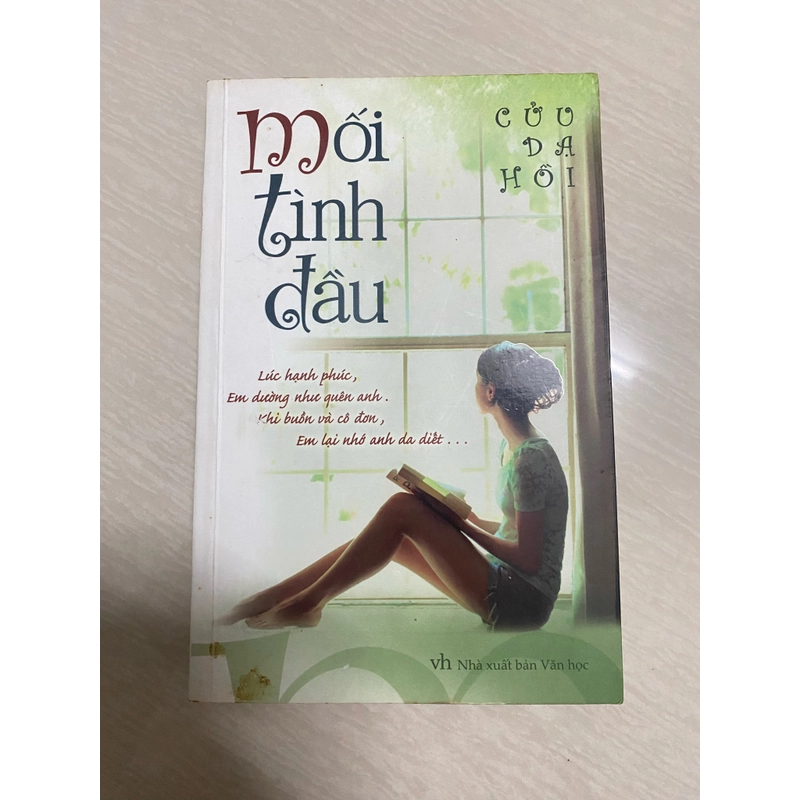 mối
tình
đầu
CỬU
DẠ
HỒI
Lúc hạnh phúc,
Em dường như quên anh.
Khi buồn và cô đơn,
Em lại nhớ anh da diết...
vh Nhà xuất bản Văn học